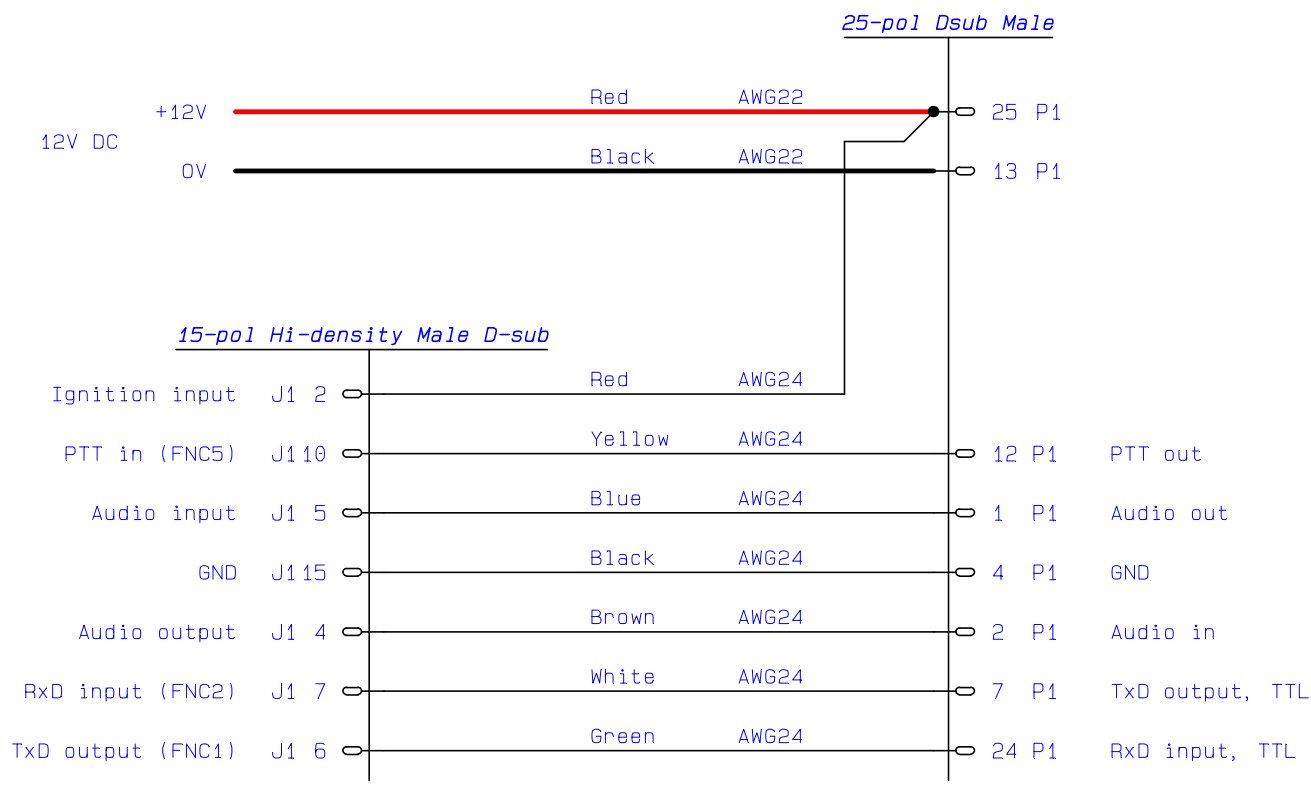 25-pol Dsub Male
Red AWG22
+12V 25 P1
12V DC
Black AWG22
0V 13 P1
15-pol Hi-density Male D-sub
Red AWG24
Ignition input J1 2
Yellow AWG24
PTT in (FNC5) J1 10 12 P1 PTT out
Blue AWG24
Audio input J1 5 1 P1 Audio out
Black AWG24
GND J1 15 4 P1 GND
Brown AWG24
Audio output J1 4 2 P1 Audio in
White AWG24
RxD input (FNC2) J1 7 7 P1 TxD output, TTL
Green AWG24
TxD output (FNC1) J1 6 24 P1 RxD input, TTL